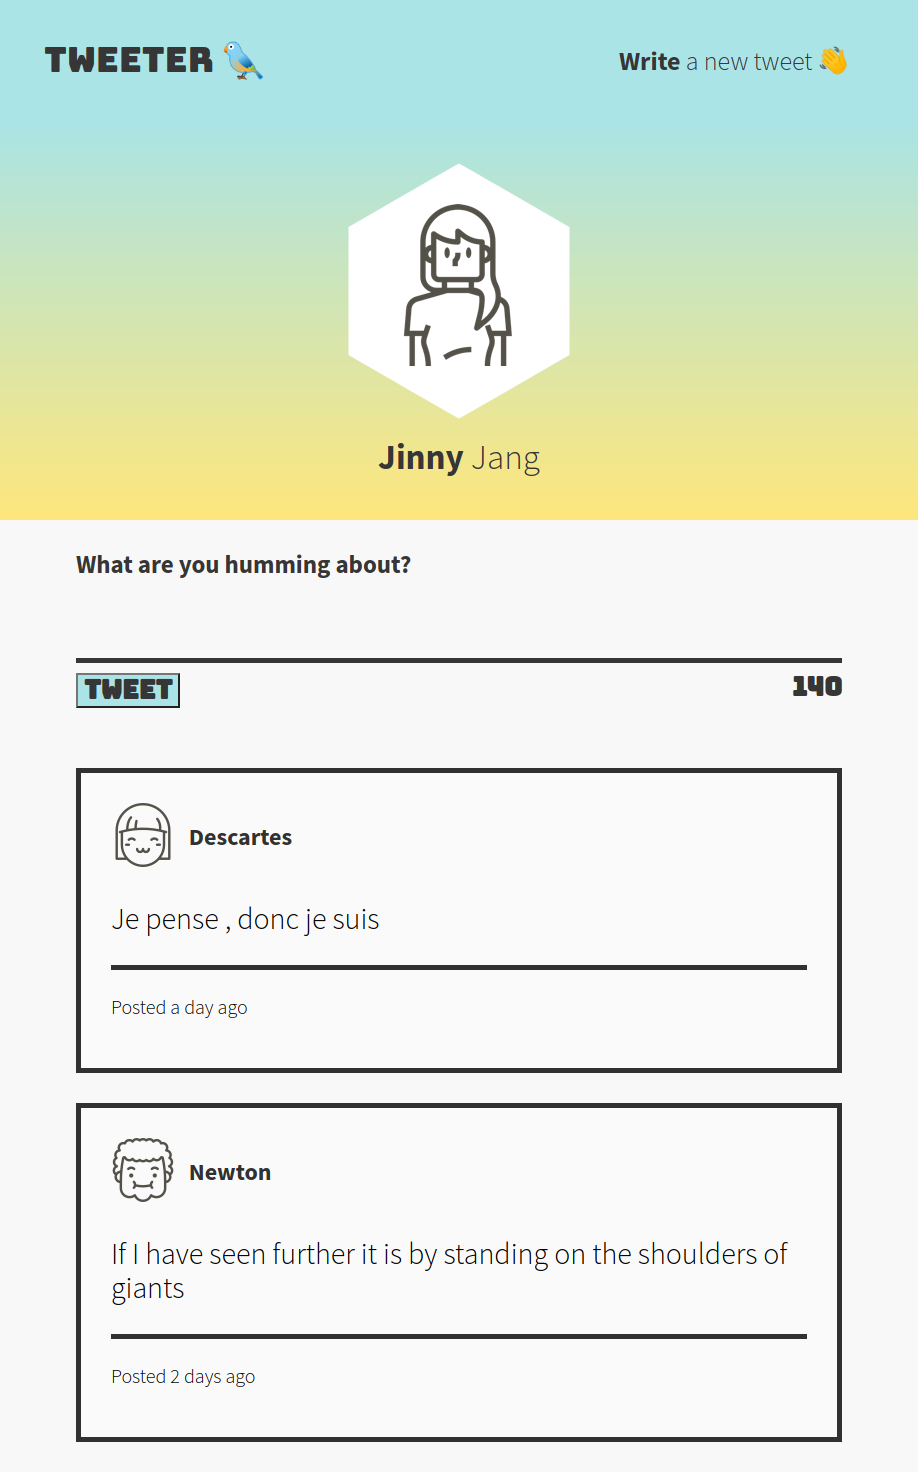 TWEETER
Write a new tweet
Jinny Jang
What are you humming about?
TWEET
140
Descartes
Je pense , donc je suis
Posted a day ago
Newton
If I have seen further it is by standing on the shoulders of
giants
Posted 2 days ago